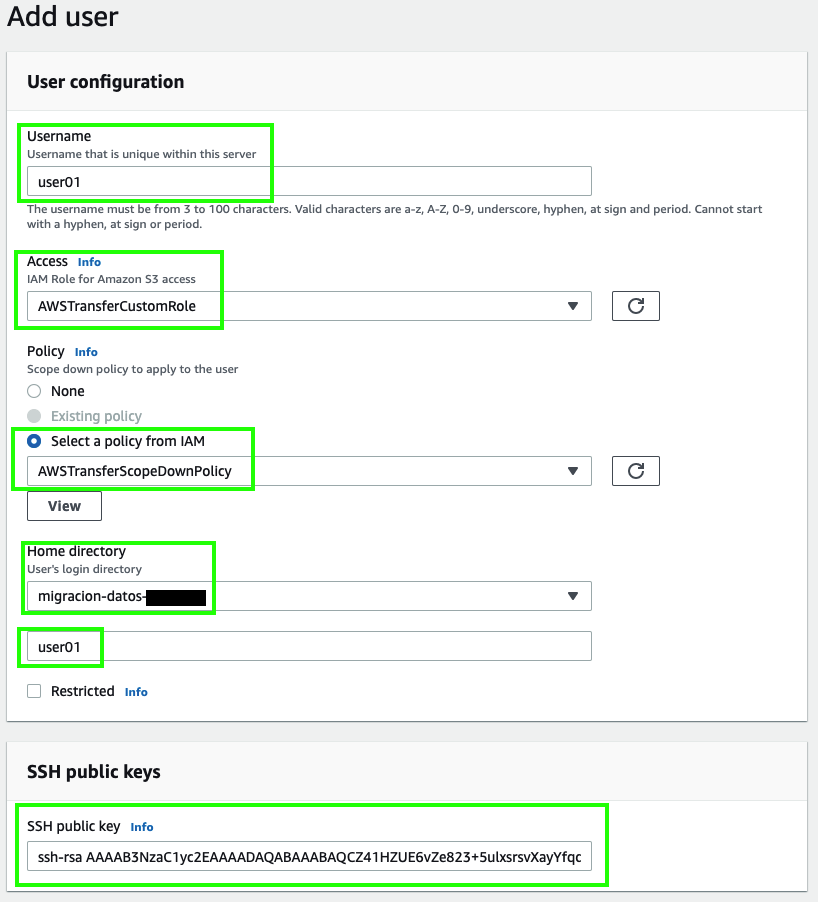 Add user
User configuration
Username
Username that is unique within this server
user01
The username must be from 3 to 100 characters. Valid characters are a-z, A-Z, 0-9, underscore, hyphen, at sign and period. Cannot start
with a hyphen, at sign or period.
Access Info
IAM Role for Amazon S3 access
AWSTransferCustomRole
Policy Info
Scope down policy to apply to the user
None
Existing policy
Select a policy from IAM
AWSTransferScopeDownPolicy
View
Home directory
User's login directory
migracion-datos-
user01
Restricted Info
SSH public keys
SSH public key Info
ssh-rsa AAAAB3NzaC1yc2EAAAADAQABAAABAQCZ41HZUE6vZe823+5ulxsrsvXayYfqc